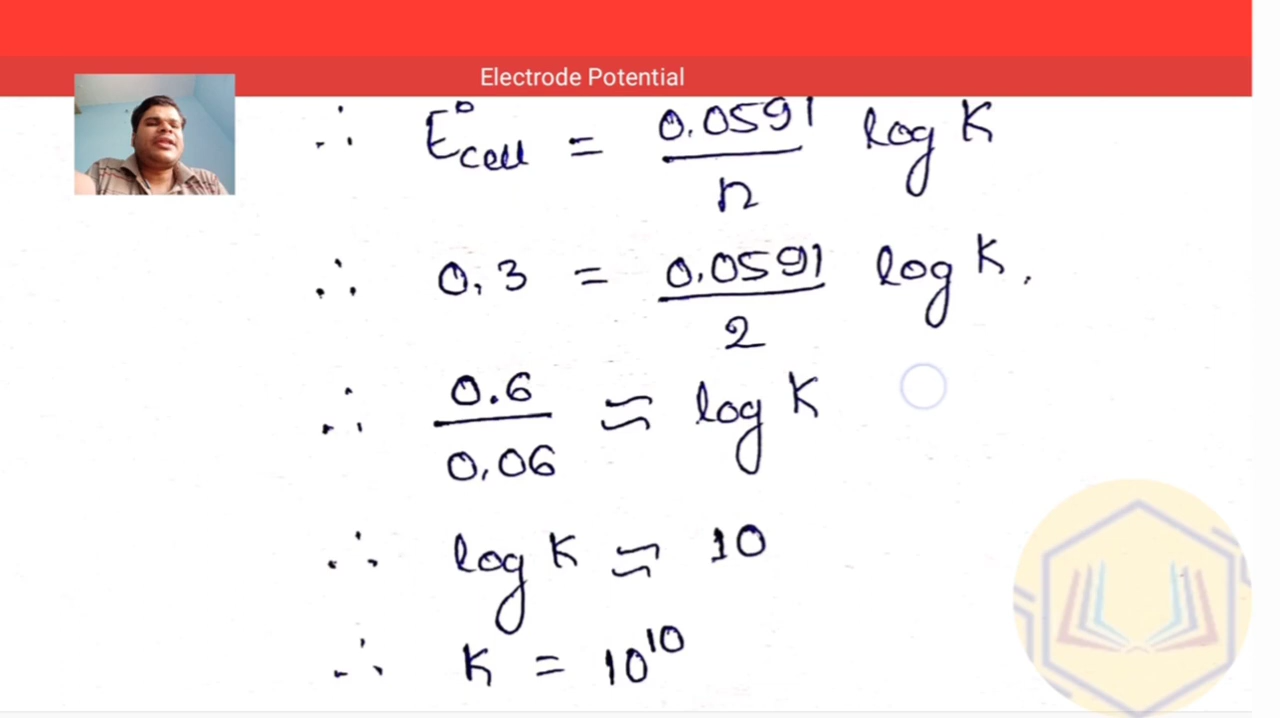 Electrode Potential
∴ E°cell = 0.0591/n log K
∴ 0.3 = 0.0591/2 log K.
∴ 0.6/0.06 ≈ log K
∴ log K ≈ 10
∴ K = 10^10